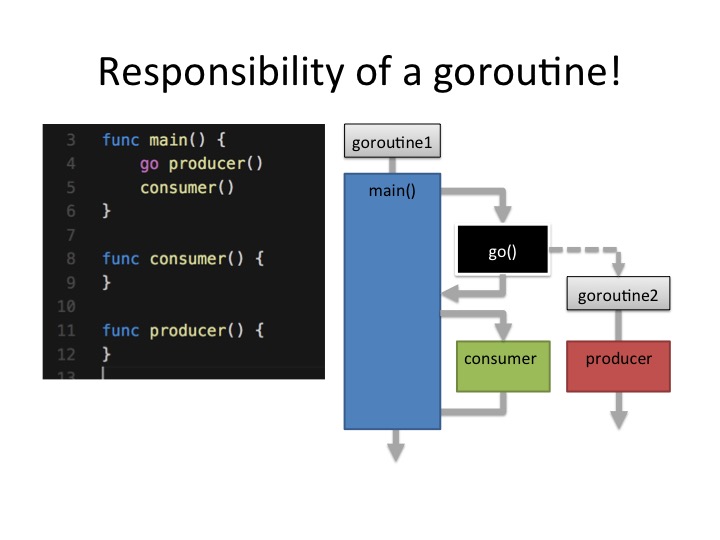 Responsibility of a goroutine!
3 func main() {
4 go producer()
5 consumer()
6 }
7
8 func consumer() {
9 }
10
11 func producer() {
12 }
13
goroutine1
main()
go()
goroutine2
consumer
producer